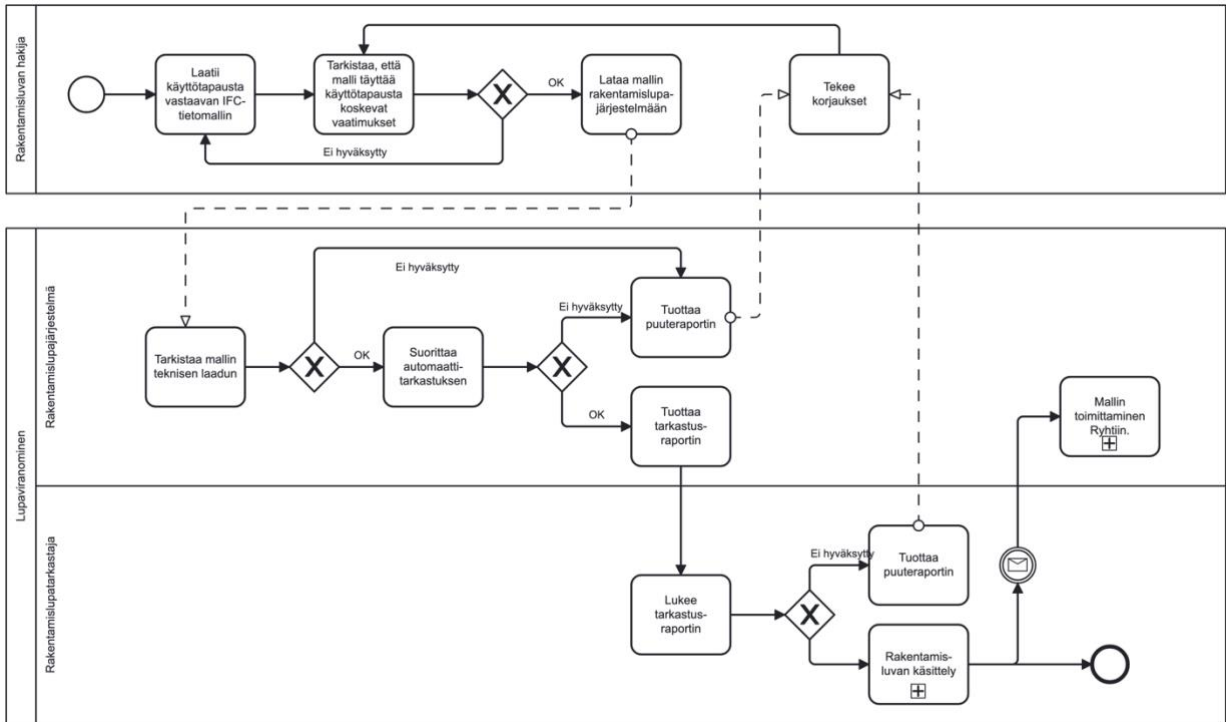 Rakentamisluvan hakija
Laatii
käyttötapausta
vastaavan IFC-
tietomallin
Tarkistaa, että
malli täyttää
käyttötapausta
koskevat
vaatimukset
OK
Ei hyväksytty
Lataa mallin
rakentamislupa-
järjestelmään
Tekee
korjaukset
Lupaviranominen
Rakentamislupajärjestelmä
Tarkistaa mallin
teknisen laadun
Ei hyväksytty
OK
Suorittaa
automaatti-
tarkastuksen
Ei hyväksytty
Tuottaa
puuteraportin
OK
Tuottaa
tarkastus-
raportin
Mallin
toimittaminen
Ryhtiin.
Rakentamislupatarkastaja
Lukee
tarkastus-
raportin
Ei hyväksytty
Tuottaa
puuteraportin
Rakentamis-
luvan käsittely